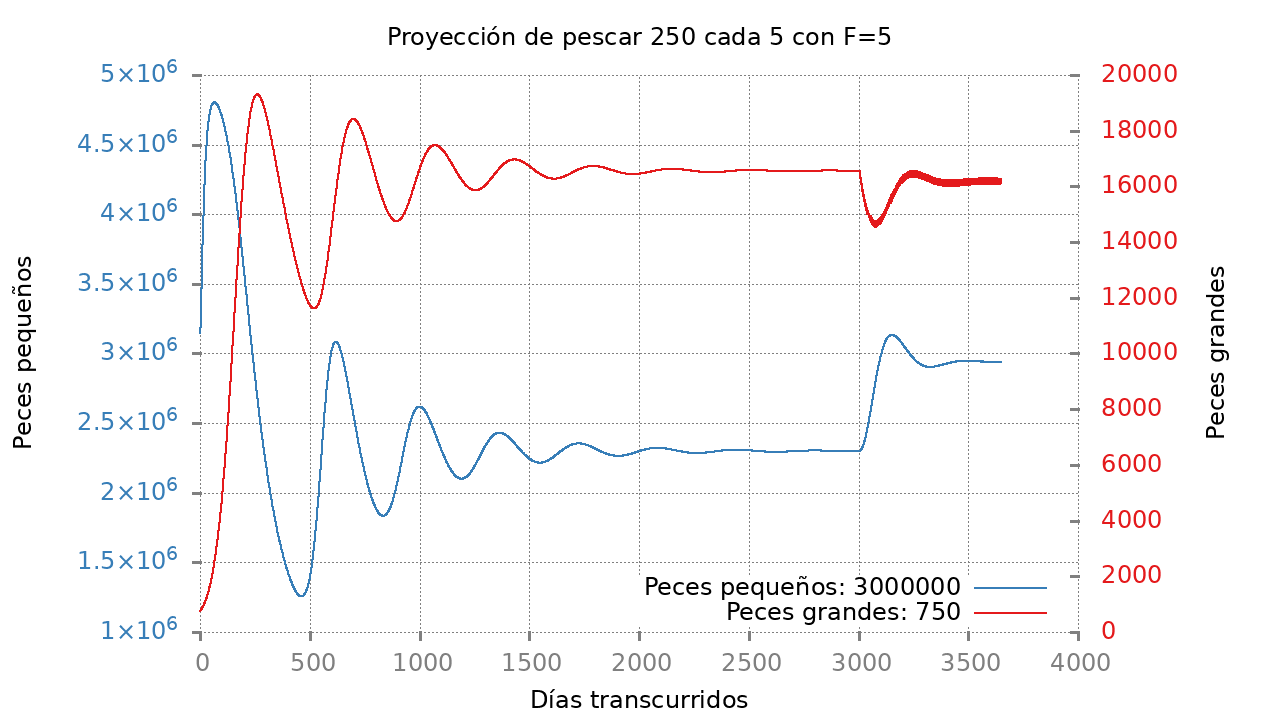 Proyección de pescar 250 cada 5 con F=5
5×10⁶
4.5×10⁶
4×10⁶
3.5×10⁶
3×10⁶
2.5×10⁶
2×10⁶
1.5×10⁶
1×10⁶
Peces pequeños
20000
18000
16000
14000
12000
10000
8000
6000
4000
2000
0
Peces grandes
Peces pequeños: 3000000
Peces grandes: 750
0 500 1000 1500 2000 2500 3000 3500 4000
Días transcurridos